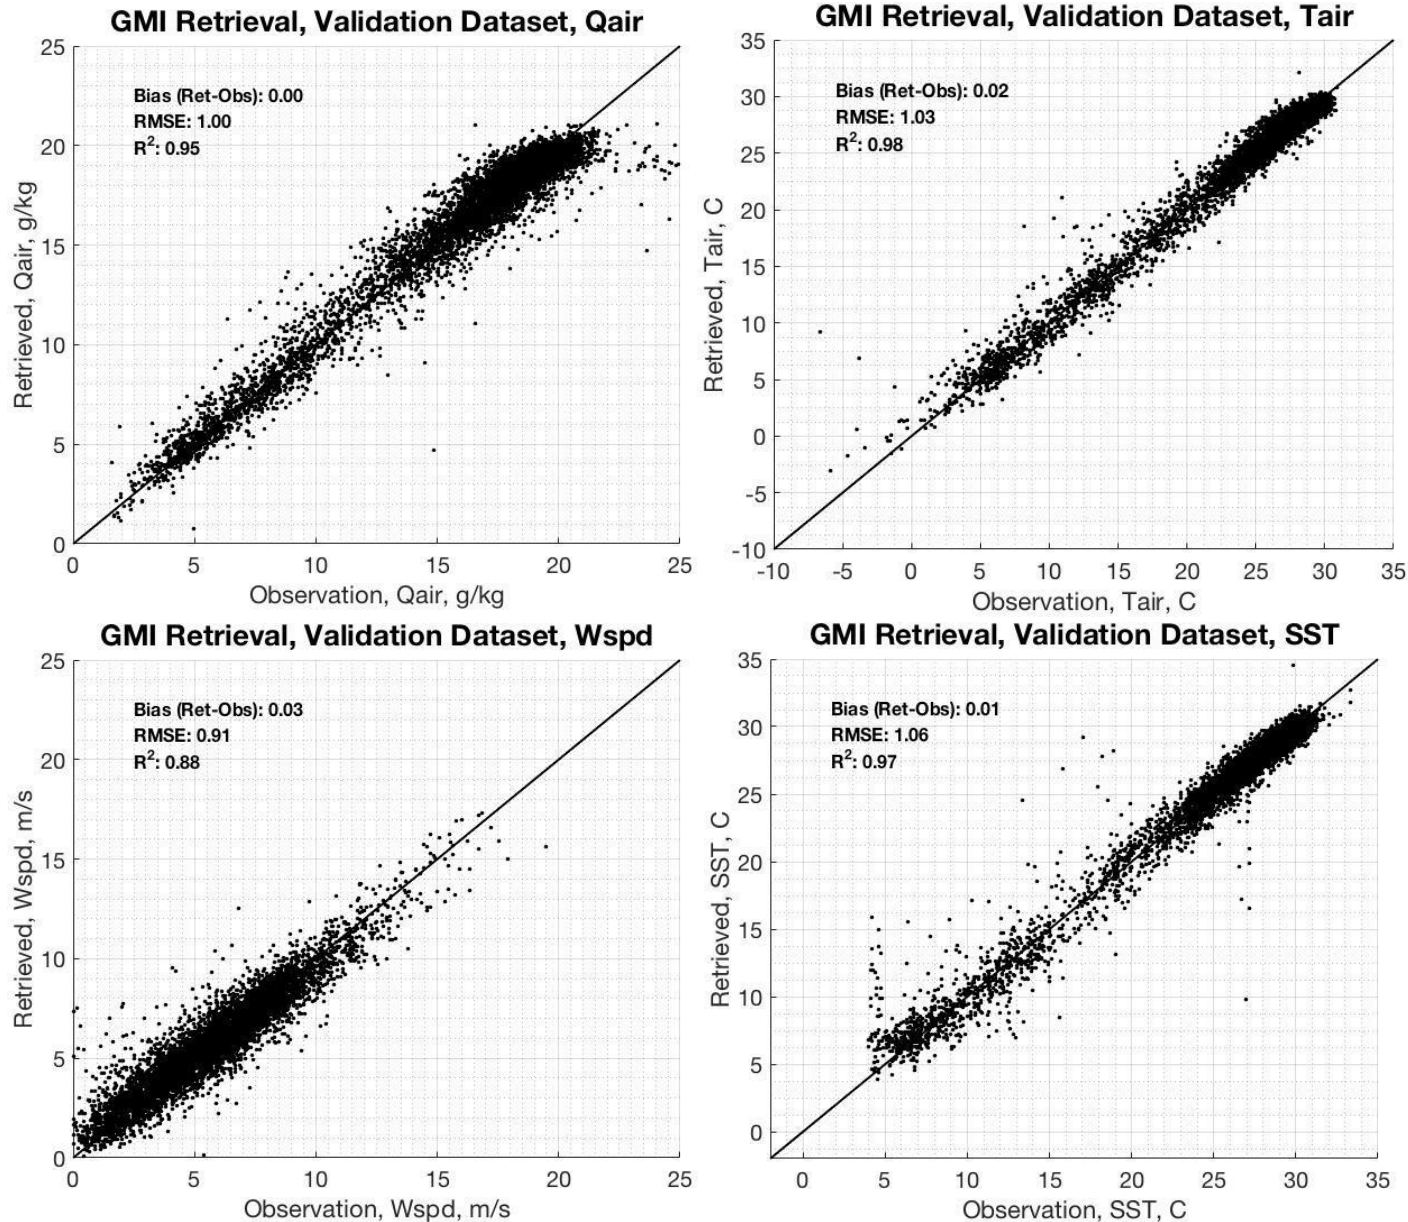 GMI Retrieval, Validation Dataset, Qair
Bias (Ret-Obs): 0.00
RMSE: 1.00
R²: 0.95
Retrieved, Qair, g/kg
25
20
15
10
5
0
0 5 10 15 20 25
Observation, Qair, g/kg
GMI Retrieval, Validation Dataset, Tair
Bias (Ret-Obs): 0.02
RMSE: 1.03
R²: 0.98
Retrieved, Tair, C
35
30
25
20
15
10
5
0
-5
-10
-10 -5 0 5 10 15 20 25 30 35
Observation, Tair, C
GMI Retrieval, Validation Dataset, Wspd
Bias (Ret-Obs): 0.03
RMSE: 0.91
R²: 0.88
Retrieved, Wspd, m/s
25
20
15
10
5
0
0 5 10 15 20 25
Observation, Wspd, m/s
GMI Retrieval, Validation Dataset, SST
Bias (Ret-Obs): 0.01
RMSE: 1.06
R²: 0.97
Retrieved, SST, C
35
30
25
20
15
10
5
0
0 5 10 15 20 25 30 35
Observation, SST, C